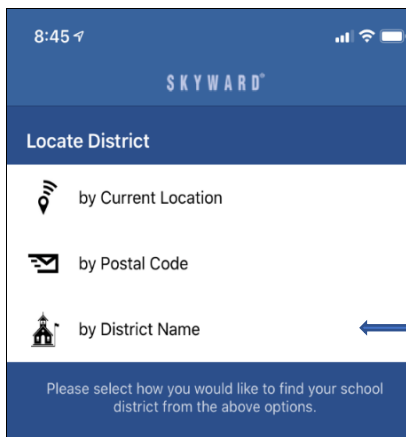 8:45
SKYWARD®
Locate District
by Current Location
by Postal Code
by District Name
Please select how you would like to find your school
district from the above options.